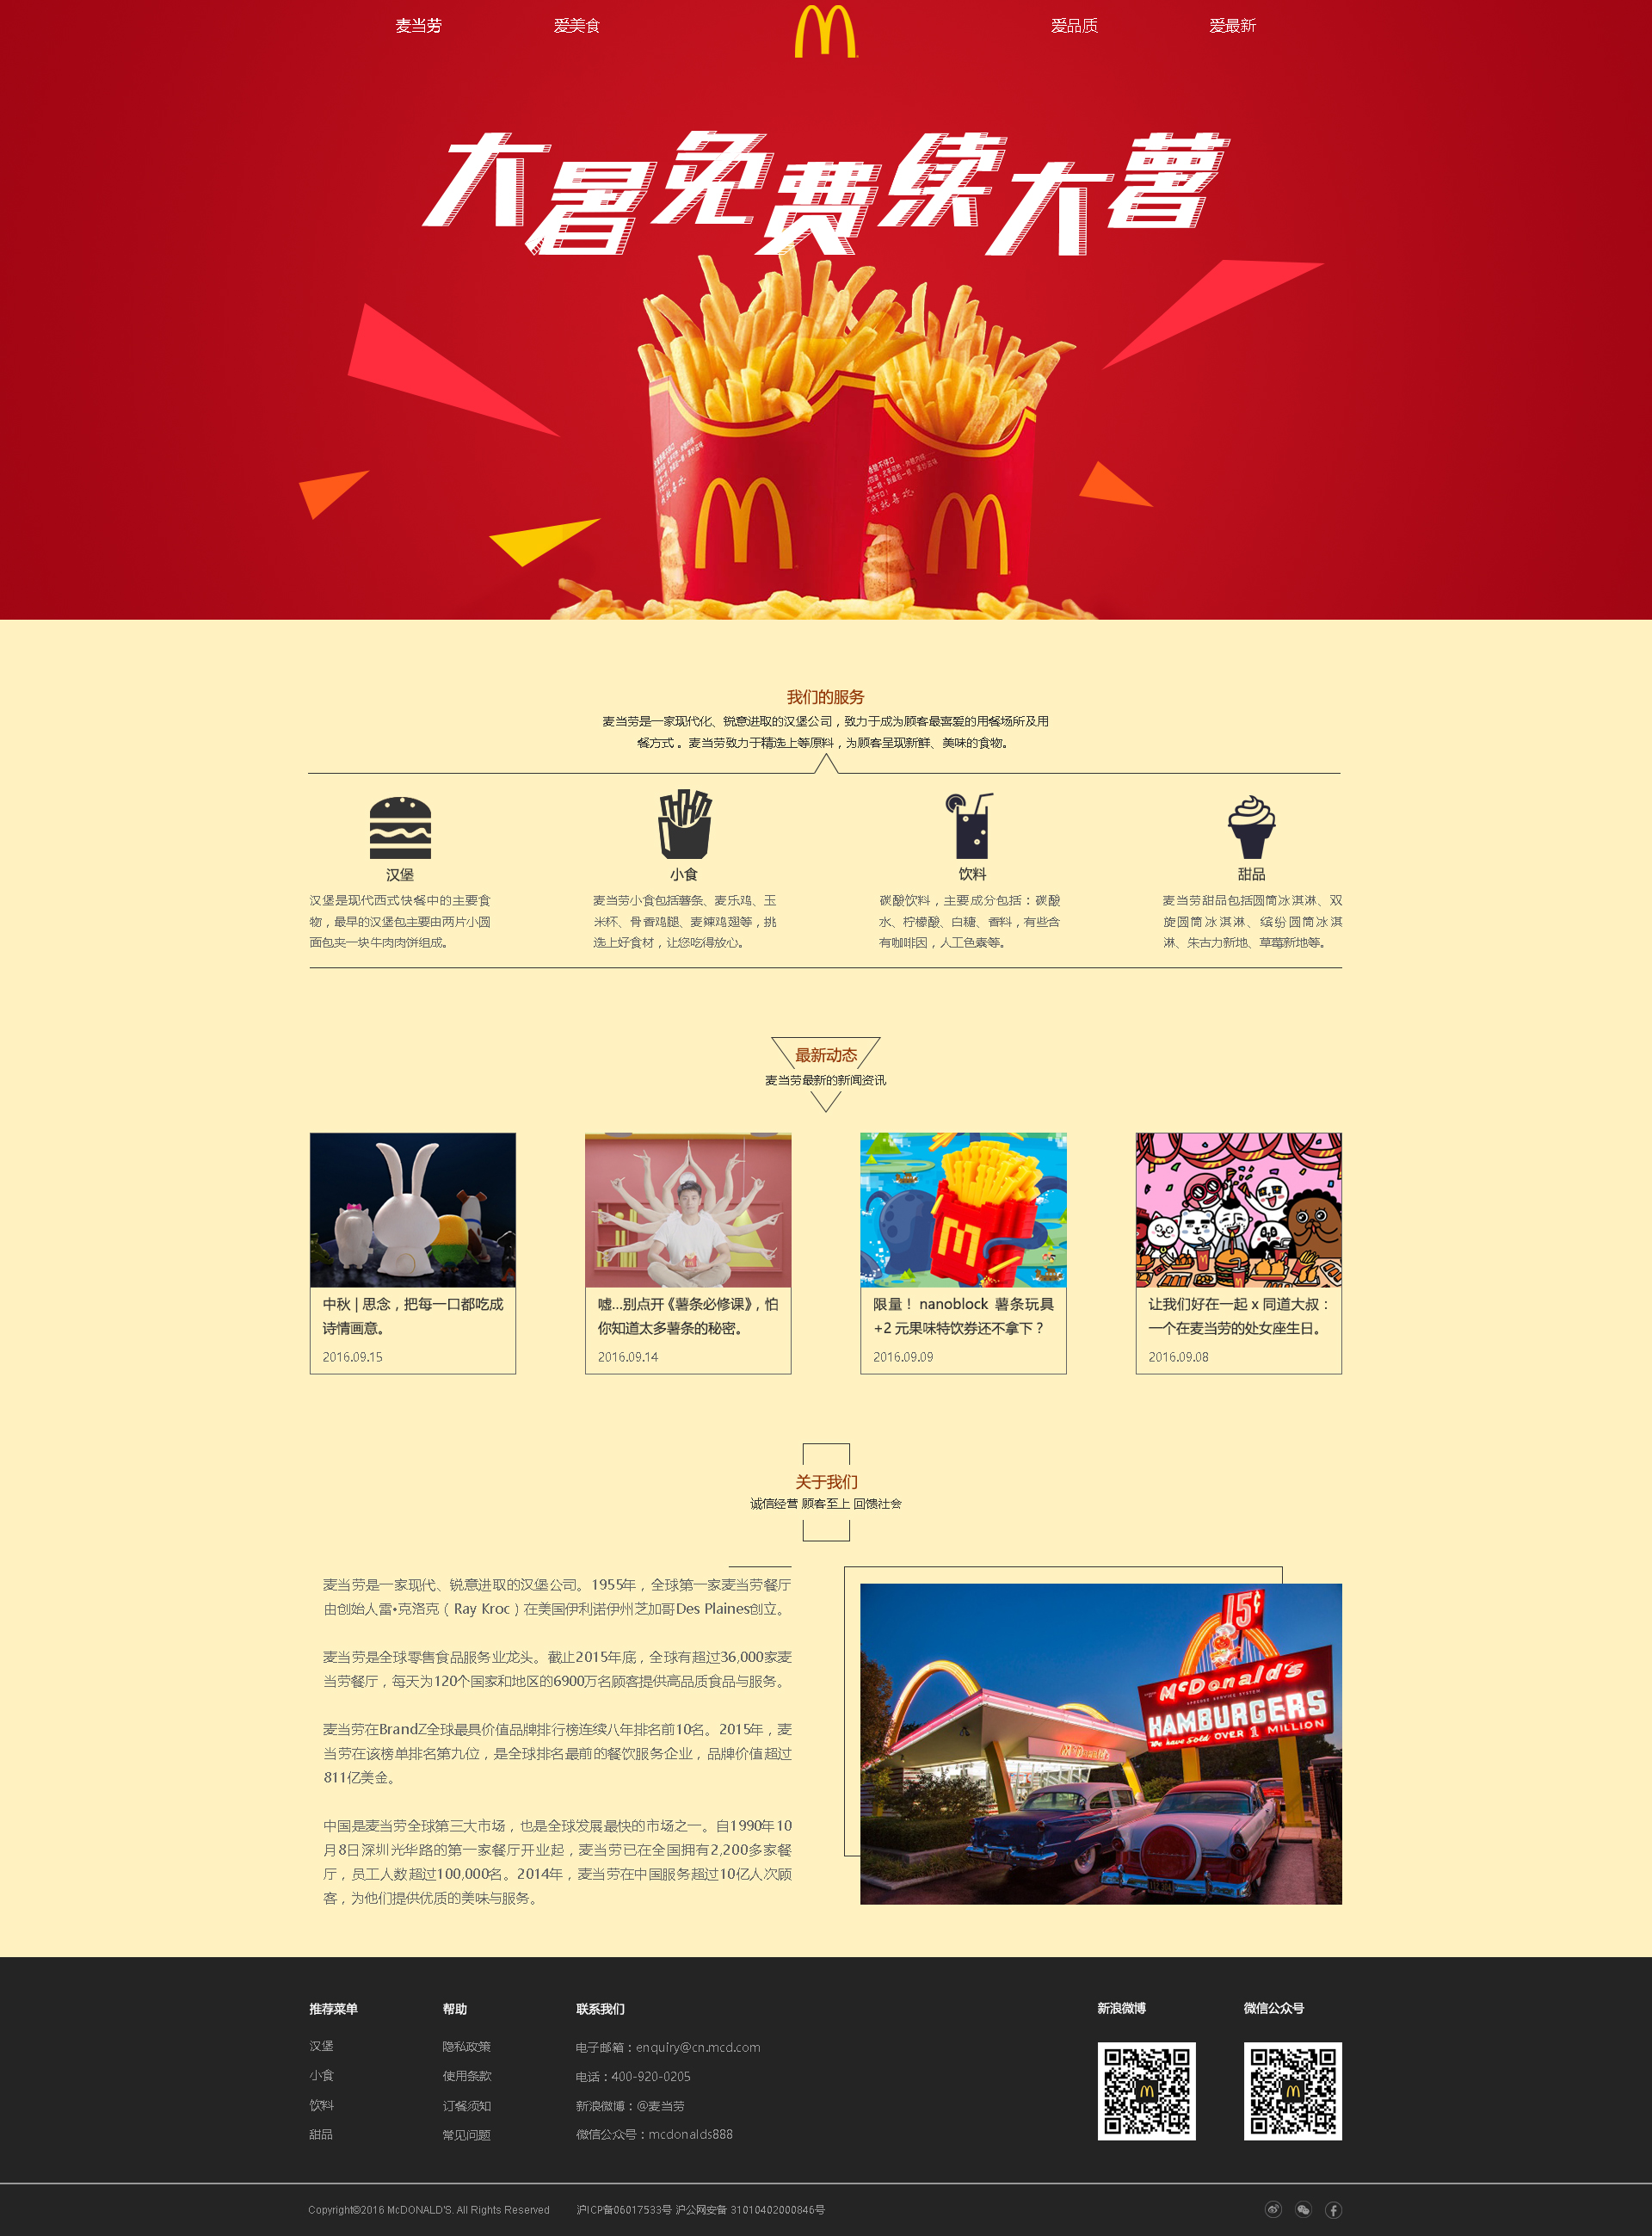 麦当劳
爱美食
爱品质
爱最新
大暑免费续大薯
我们的服务
麦当劳是一家现代化、锐意进取的汉堡公司，致力于成为顾客最喜爱的用餐场所及用
餐方式 。麦当劳致力于精选上等原料，为顾客呈现新鲜、美味的食物。
汉堡
汉堡是现代西式快餐中的主要食
物，最早的汉堡包主要由两片小圆
面包夹一块牛肉肉饼组成。
小食
麦当劳小食包括薯条、麦乐鸡、玉
米杯、骨香鸡腿、麦辣鸡翅等，挑
选上好食材，让您吃得放心。
饮料
碳酸饮料，主要成分包括：碳酸
水、柠檬酸、白糖、香料，有些含
有咖啡因，人工色素等。
甜品
麦当劳甜品包括圆筒冰淇淋、双
旋圆筒冰淇淋、缤纷圆筒冰淇
淋、朱古力新地、草莓新地等。
最新动态
麦当劳最新的新闻资讯
中秋 | 思念，把每一口都吃成
诗情画意。
2016.09.15
嘘...别点开《薯条必修课》，怕
你知道太多薯条的秘密。
2016.09.14
限量！ nanoblock 薯条玩具
+2 元果味特饮券还不拿下？
2016.09.09
让我们好在一起 x 同道大叔：
一个在麦当劳的处女座生日。
2016.09.08
关于我们
诚信经营 顾客至上 回馈社会
麦当劳是一家现代、锐意进取的汉堡公司。1955年，全球第一家麦当劳餐厅
由创始人雷•克洛克（Ray Kroc）在美国伊利诺伊州芝加哥Des Plaines创立。
麦当劳是全球零售食品服务业龙头。截止2015年底，全球有超过36,000家麦
当劳餐厅，每天为120个国家和地区的6900万名顾客提供高品质食品与服务。
麦当劳在BrandZ全球最具价值品牌排行榜连续八年排名前10名。2015年，麦
当劳在该榜单排名第九位，是全球排名最前的餐饮服务企业，品牌价值超过
811亿美金。
中国是麦当劳全球第三大市场，也是全球发展最快的市场之一。自1990年10
月8日深圳光华路的第一家餐厅开业起，麦当劳已在全国拥有2,200多家餐
厅，员工人数超过100,000名。2014年，麦当劳在中国服务超过10亿人次顾
客，为他们提供优质的美味与服务。
15¢
McDonald's
HAMBURGERS
We have Sold OVER 1 MILLION
McDonald's
推荐菜单
汉堡
小食
饮料
甜品
帮助
隐私政策
使用条款
订餐须知
常见问题
联系我们
电子邮箱：enquiry@cn.mcd.com
电话：400-920-0205
新浪微博：@麦当劳
微信公众号：mcdonalds888
新浪微博
微信公众号
Copyright©2016 McDONALD'S. All Rights Reserved
沪ICP备06017533号 沪公网安备 31010402000846号